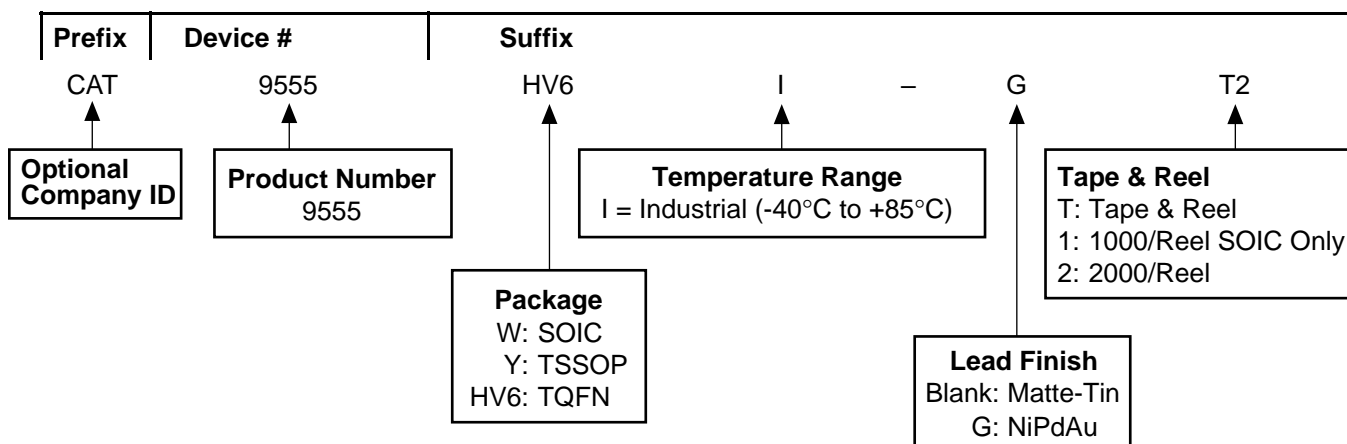 Prefix Device # Suffix
CAT 9555 HV6 I – G T2
Optional
Company ID
Product Number
9555
Temperature Range
I = Industrial (-40°C to +85°C)
Tape & Reel
T: Tape & Reel
1: 1000/Reel SOIC Only
2: 2000/Reel
Package
W: SOIC
Y: TSSOP
HV6: TQFN
Lead Finish
Blank: Matte-Tin
G: NiPdAu